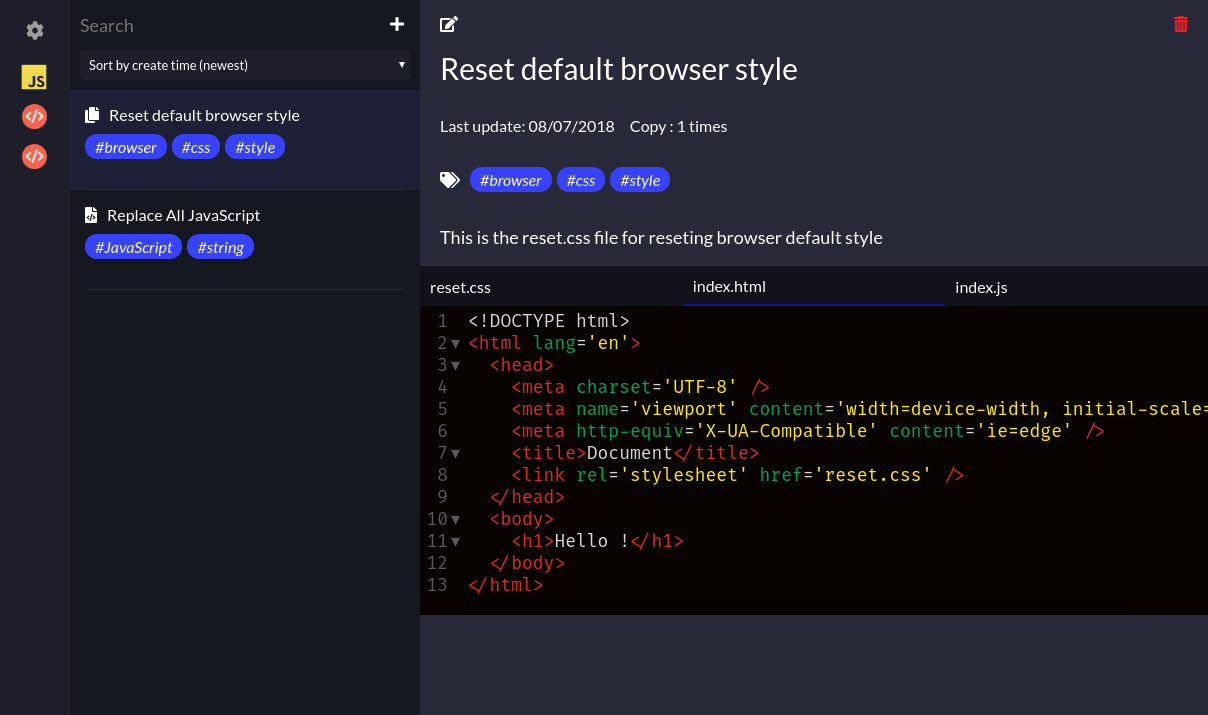 Search
JS
Sort by create time (newest)
Reset default browser style
#browser #css #style
Replace All JavaScript
#JavaScript #string
Reset default browser style
Last update: 08/07/2018 Copy : 1 times
#browser #css #style
This is the reset.css file for reseting browser default style
reset.css index.html index.js
1 <!DOCTYPE html>
2 <html lang='en'>
3   <head>
4     <meta charset='UTF-8' />
5     <meta name='viewport' content='width=device-width, initial-scale=
6     <meta http-equiv='X-UA-Compatible' content='ie=edge' />
7     <title>Document</title>
8     <link rel='stylesheet' href='reset.css' />
9   </head>
10   <body>
11     <h1>Hello !</h1>
12   </body>
13 </html>